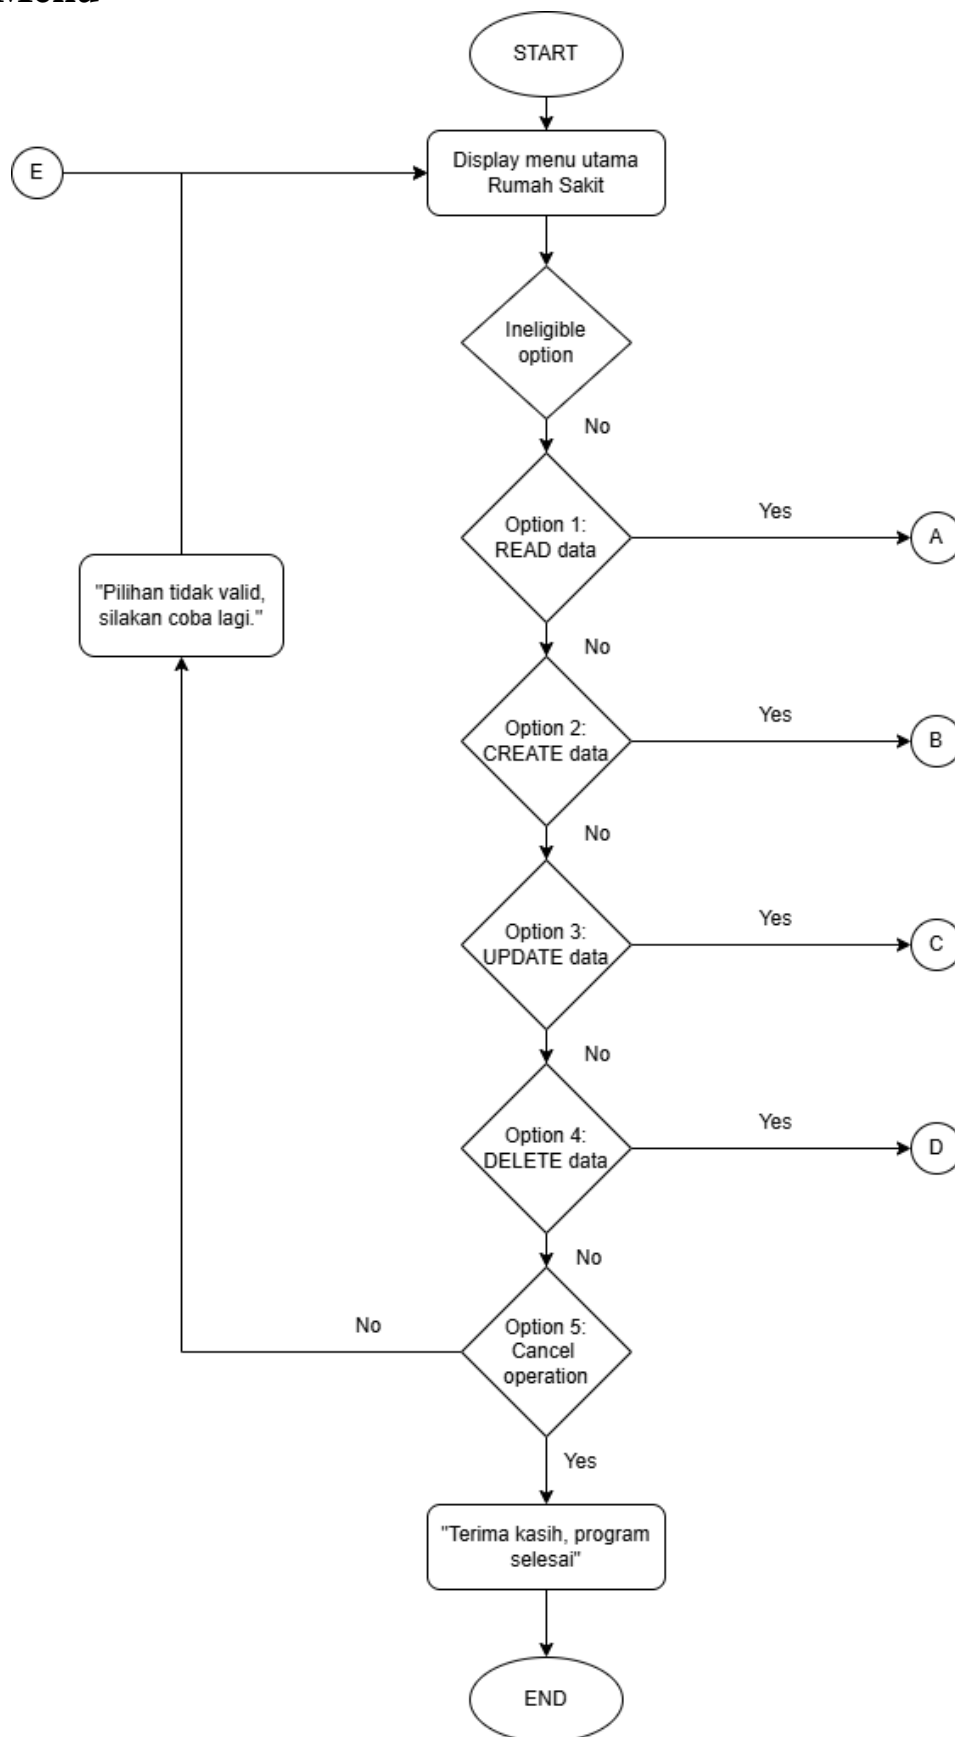 START
E
Display menu utama
Rumah Sakit
Ineligible
option
No
Option 1:
READ data
Yes
A
"Pilihan tidak valid,
silakan coba lagi."
No
Option 2:
CREATE data
Yes
B
No
Option 3:
UPDATE data
Yes
C
No
Option 4:
DELETE data
Yes
D
No
No
Option 5:
Cancel
operation
Yes
"Terima kasih, program
selesai"
END